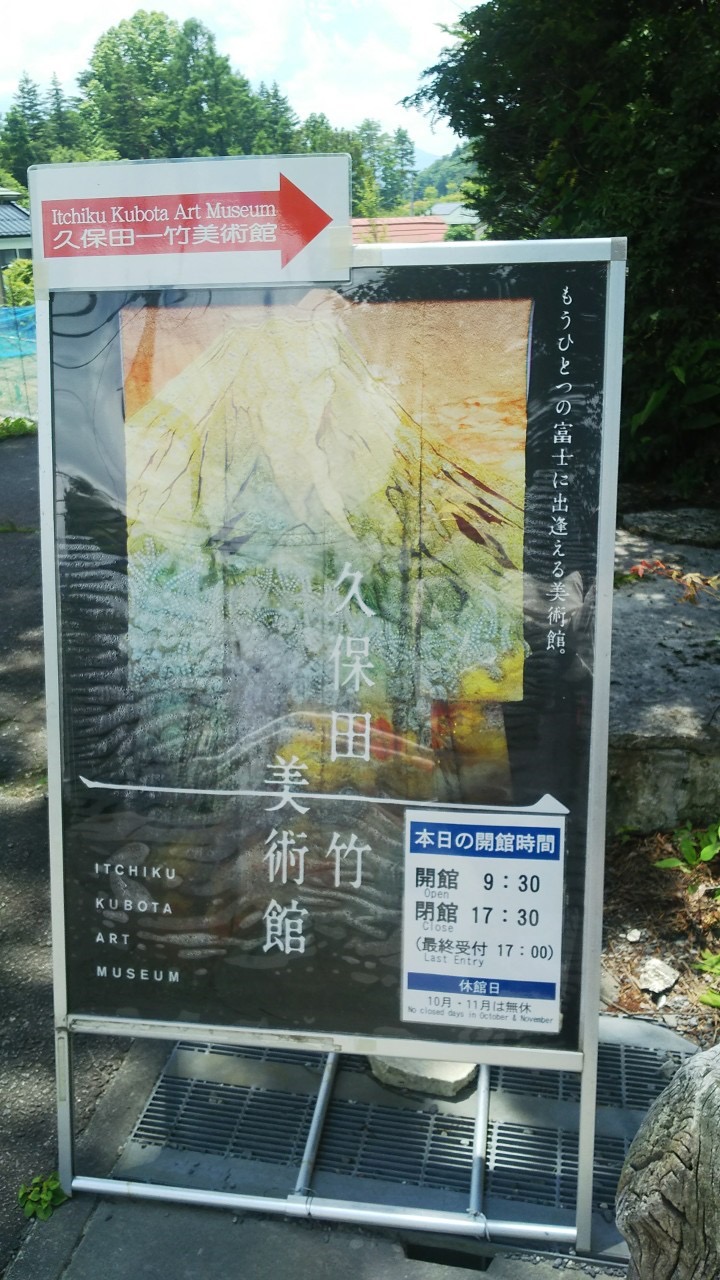 Itchiku Kubota Art Museum
久保田一竹美術館
もうひとつの富士に出逢える美術館。
久保田一竹
美術館
ITCHIKU
KUBOTA
ART
MUSEUM
本日の開館時間
開館 9:30
Open
閉館 17:30
Close
(最終受付 17:00)
Last Entry
休館日
10月・11月は無休
No closed days in October & November